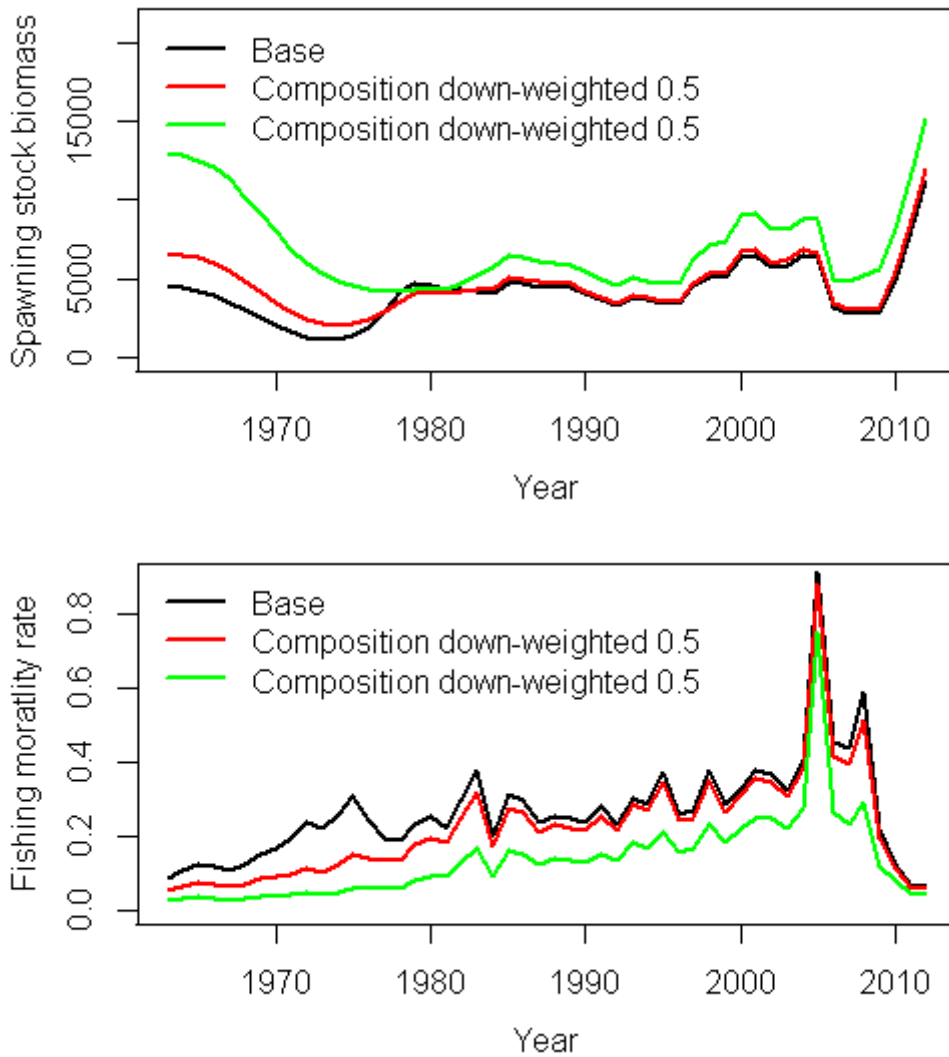 Spawning stock biomass
15000
5000
0
Base
Composition down-weighted 0.5
Composition down-weighted 0.5
1970 1980 1990 2000 2010
Year
Fishing moratlity rate
0.8
0.6
0.4
0.2
0.0
Base
Composition down-weighted 0.5
Composition down-weighted 0.5
1970 1980 1990 2000 2010
Year